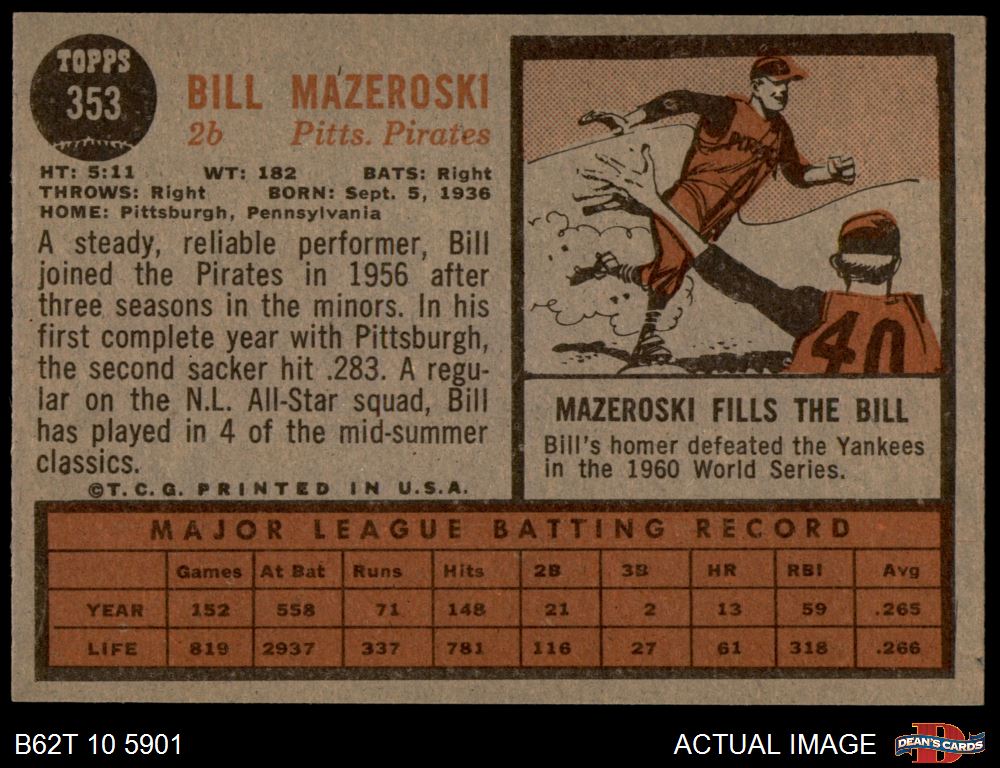 TOPPS
353
BILL MAZEROSKI
2b Pitts. Pirates
HT: 5:11 WT: 182 BATS: Right
THROWS: Right BORN: Sept. 5, 1936
HOME: Pittsburgh, Pennsylvania
A steady, reliable performer, Bill
joined the Pirates in 1956 after
three seasons in the minors. In his
first complete year with Pittsburgh,
the second sacker hit .283. A regu-
lar on the N.L. All-Star squad, Bill
has played in 4 of the mid-summer
classics.
©T.C.G. PRINTED IN U.S.A.
40
MAZEROSKI FILLS THE BILL
Bill's homer defeated the Yankees
in the 1960 World Series.
MAJOR LEAGUE BATTING RECORD
Games At Bat Runs Hits 2B 3B HR RBI Avg
YEAR 152 558 71 148 21 2 13 59 .265
LIFE 819 2937 337 781 116 27 61 318 .266
B62T 10 5901
ACTUAL IMAGE
DEAN'S CARDS